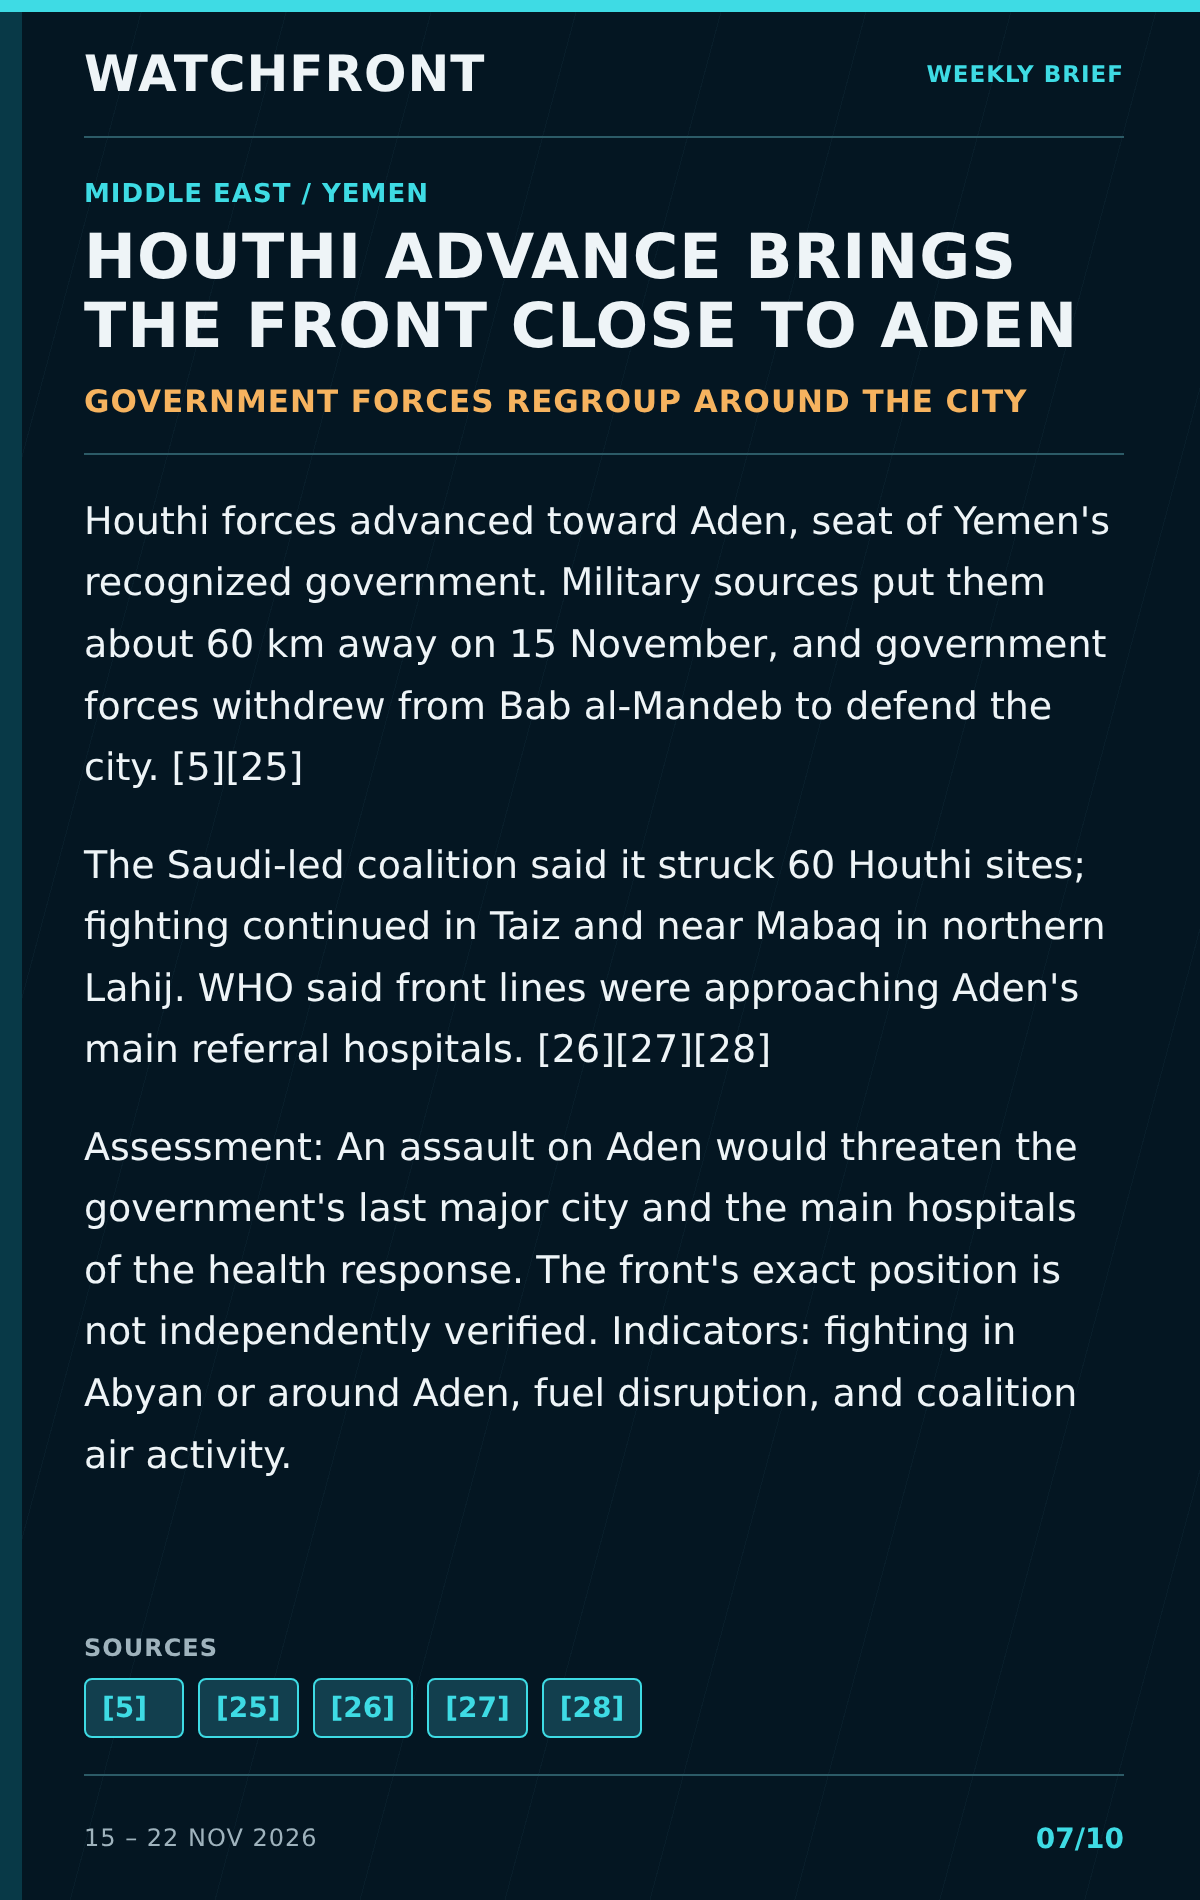 WATCHFRONT
WEEKLY BRIEF
MIDDLE EAST / YEMEN
HOUTHI ADVANCE BRINGS
THE FRONT CLOSE TO ADEN
GOVERNMENT FORCES REGROUP AROUND THE CITY
Houthi forces advanced toward Aden, seat of Yemen's
recognized government. Military sources put them
about 60 km away on 15 November, and government
forces withdrew from Bab al-Mandeb to defend the
city. [5][25]
The Saudi-led coalition said it struck 60 Houthi sites;
fighting continued in Taiz and near Mabaq in northern
Lahij. WHO said front lines were approaching Aden's
main referral hospitals. [26][27][28]
Assessment: An assault on Aden would threaten the
government's last major city and the main hospitals
of the health response. The front's exact position is
not independently verified. Indicators: fighting in
Abyan or around Aden, fuel disruption, and coalition
air activity.
SOURCES
[5] [25] [26] [27] [28]
15 – 22 NOV 2026
07/10